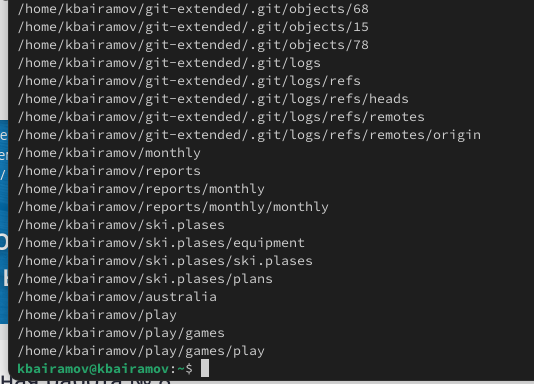 /home/kbairamov/git-extended/.git/objects/68
/home/kbairamov/git-extended/.git/objects/15
/home/kbairamov/git-extended/.git/objects/78
/home/kbairamov/git-extended/.git/logs
/home/kbairamov/git-extended/.git/logs/refs
/home/kbairamov/git-extended/.git/logs/refs/heads
/home/kbairamov/git-extended/.git/logs/refs/remotes
/home/kbairamov/git-extended/.git/logs/refs/remotes/origin
/home/kbairamov/monthly
/home/kbairamov/reports
/home/kbairamov/reports/monthly
/home/kbairamov/reports/monthly/monthly
/home/kbairamov/ski.plases
/home/kbairamov/ski.plases/equipment
/home/kbairamov/ski.plases/ski.plases
/home/kbairamov/ski.plases/plans
/home/kbairamov/australia
/home/kbairamov/play
/home/kbairamov/play/games
/home/kbairamov/play/games/play
kbairamov@kbairamov:~$